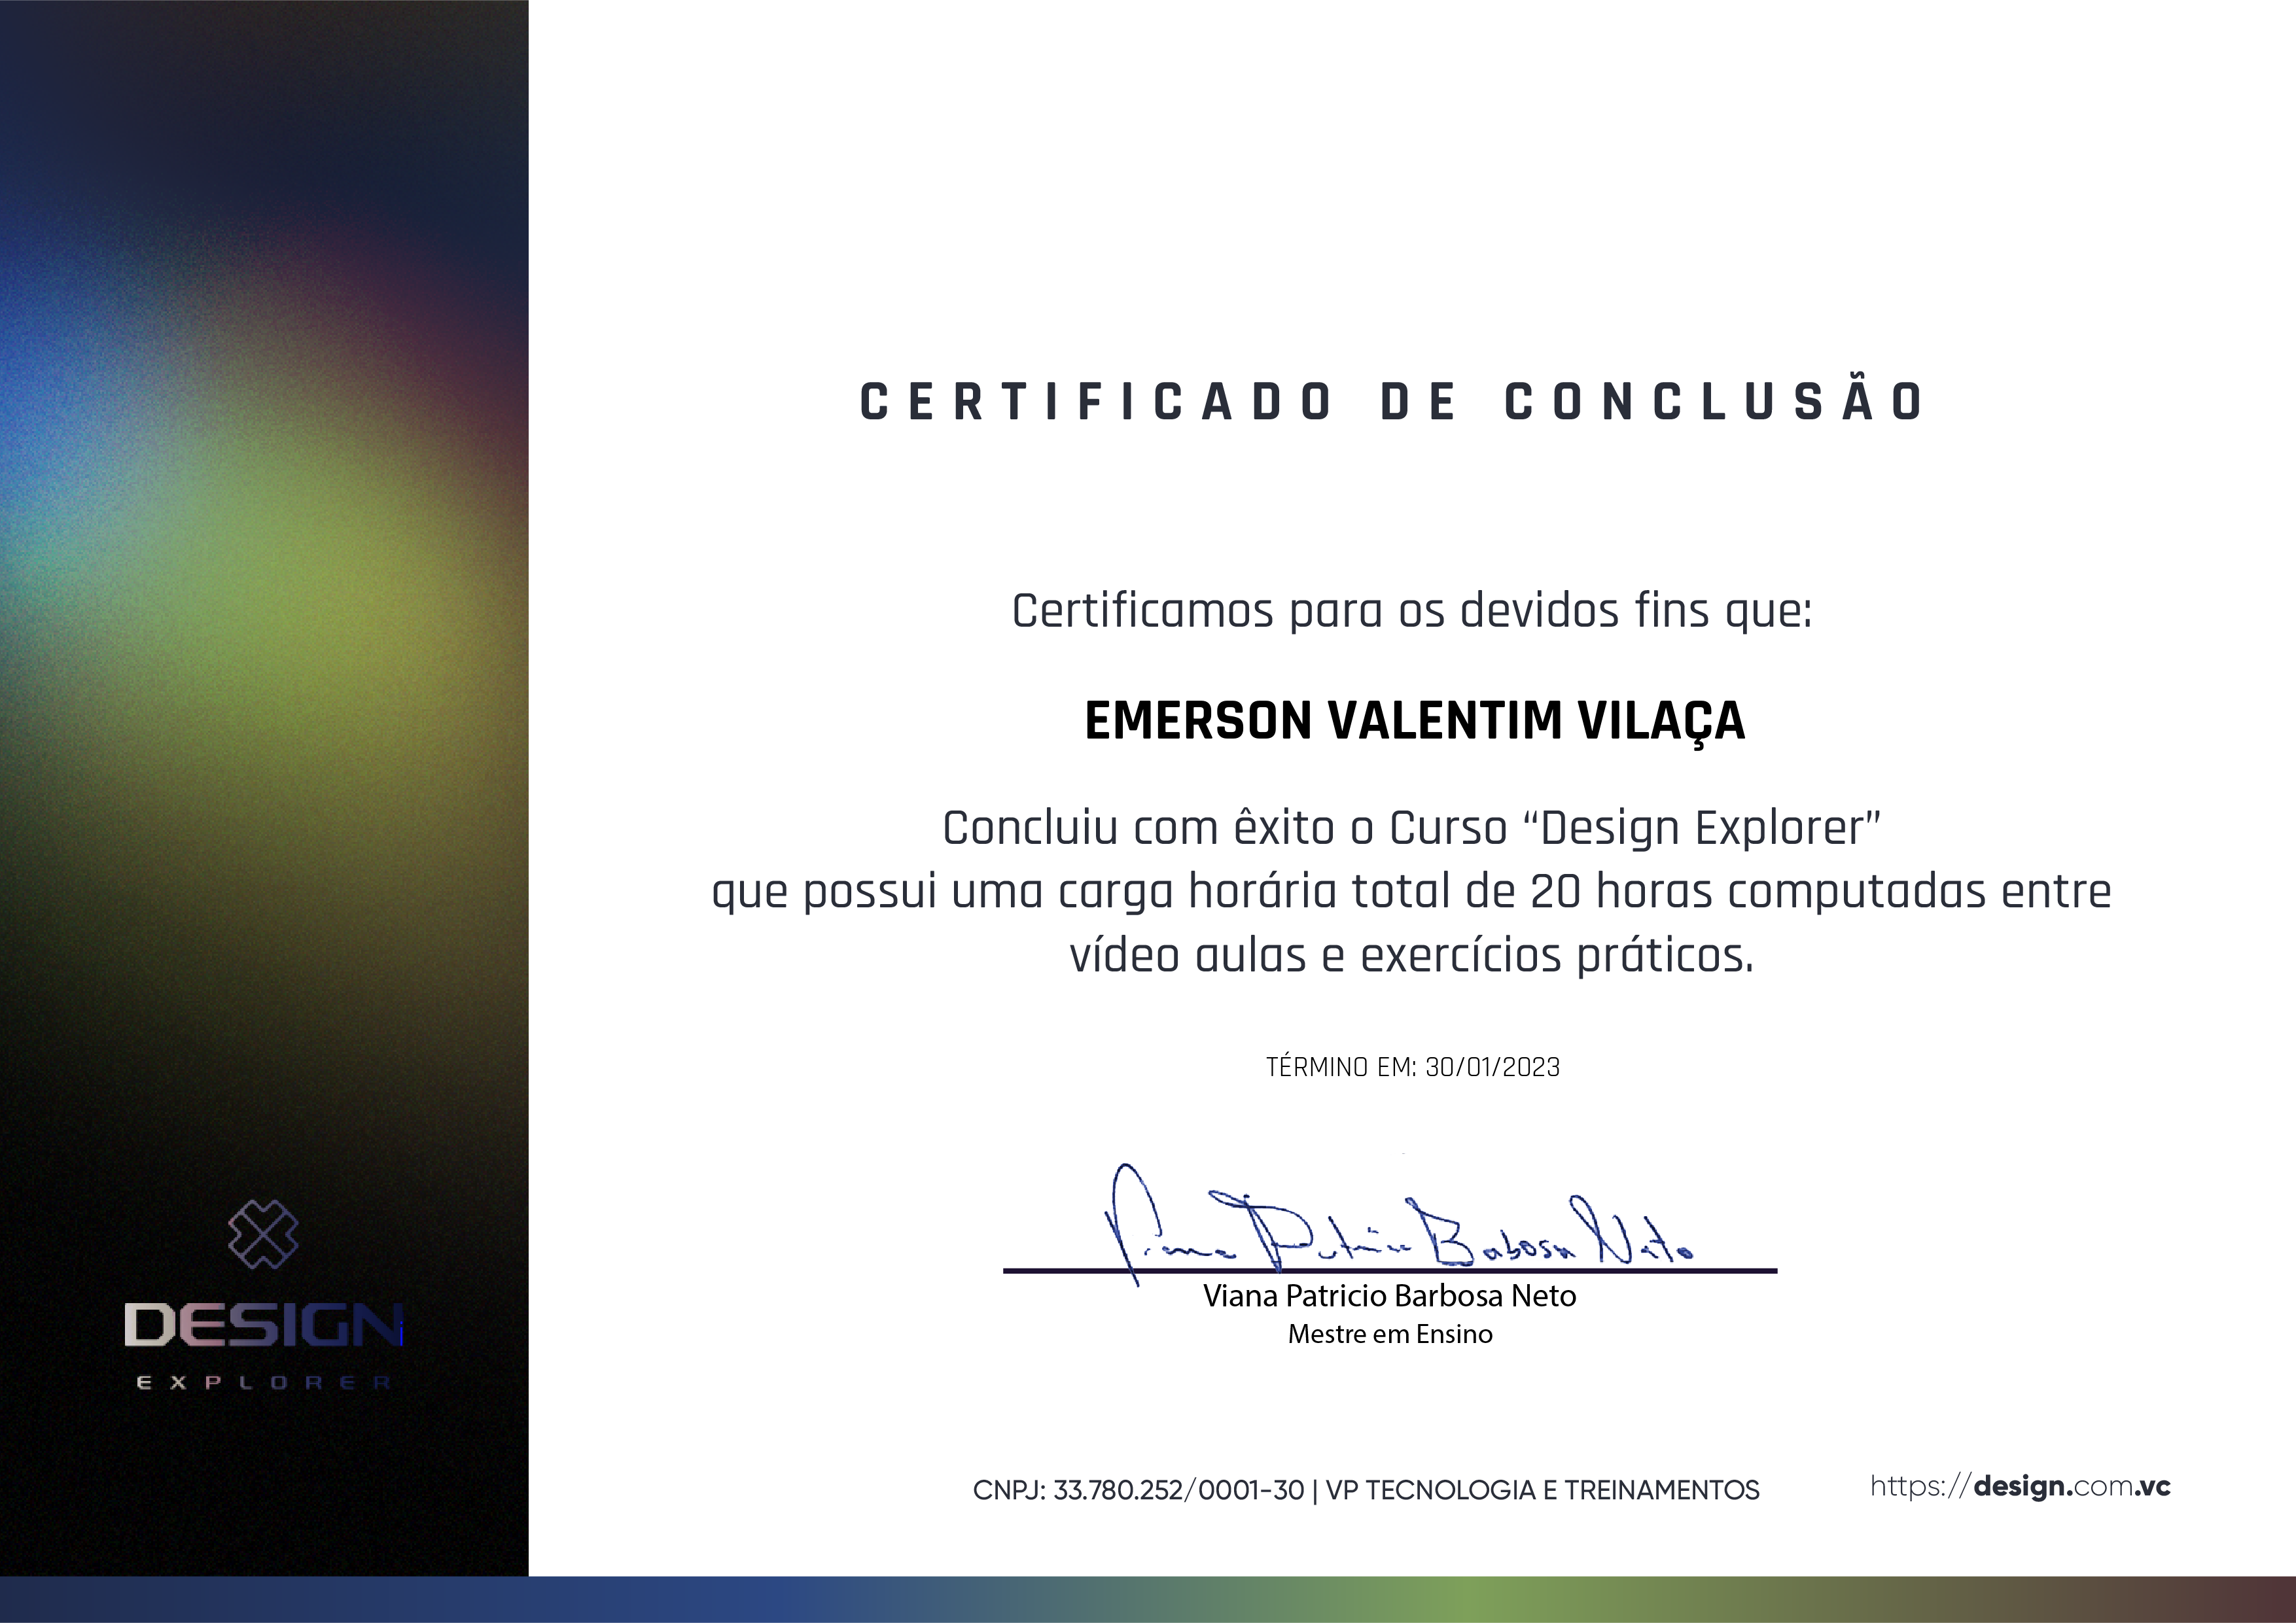 CERTIFICADO DE CONCLUSÃO
Certificamos para os devidos fins que:
EMERSON VALENTIM VILAÇA
Concluiu com êxito o Curso “Design Explorer”
que possui uma carga horária total de 20 horas computadas entre
vídeo aulas e exercícios práticos.
TÉRMINO EM: 30/01/2023
Viana Patricio Babosa Neto
Viana Patricio Barbosa Neto
Mestre em Ensino
DESIGN
EXPLORER
CNPJ: 33.780.252/0001-30 | VP TECNOLOGIA E TREINAMENTOS
https://design.com.vc